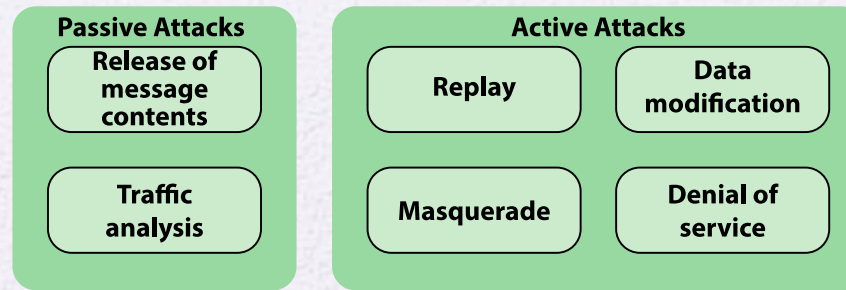 Passive Attacks
Release of
message
contents
Traffic
analysis
Active Attacks
Replay
Data
modification
Masquerade
Denial of
service